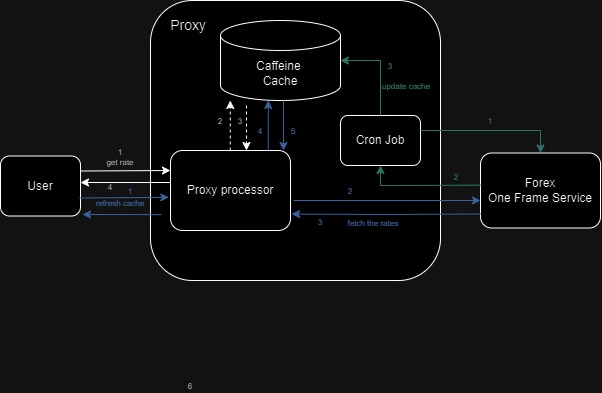 Proxy
Caffeine
Cache
3
update cache
2
3
4
5
1
Cron Job
1
get rate
4
1
refresh cache
User
Proxy processor
2
2
3
fetch the rates
Forex
One Frame Service
6